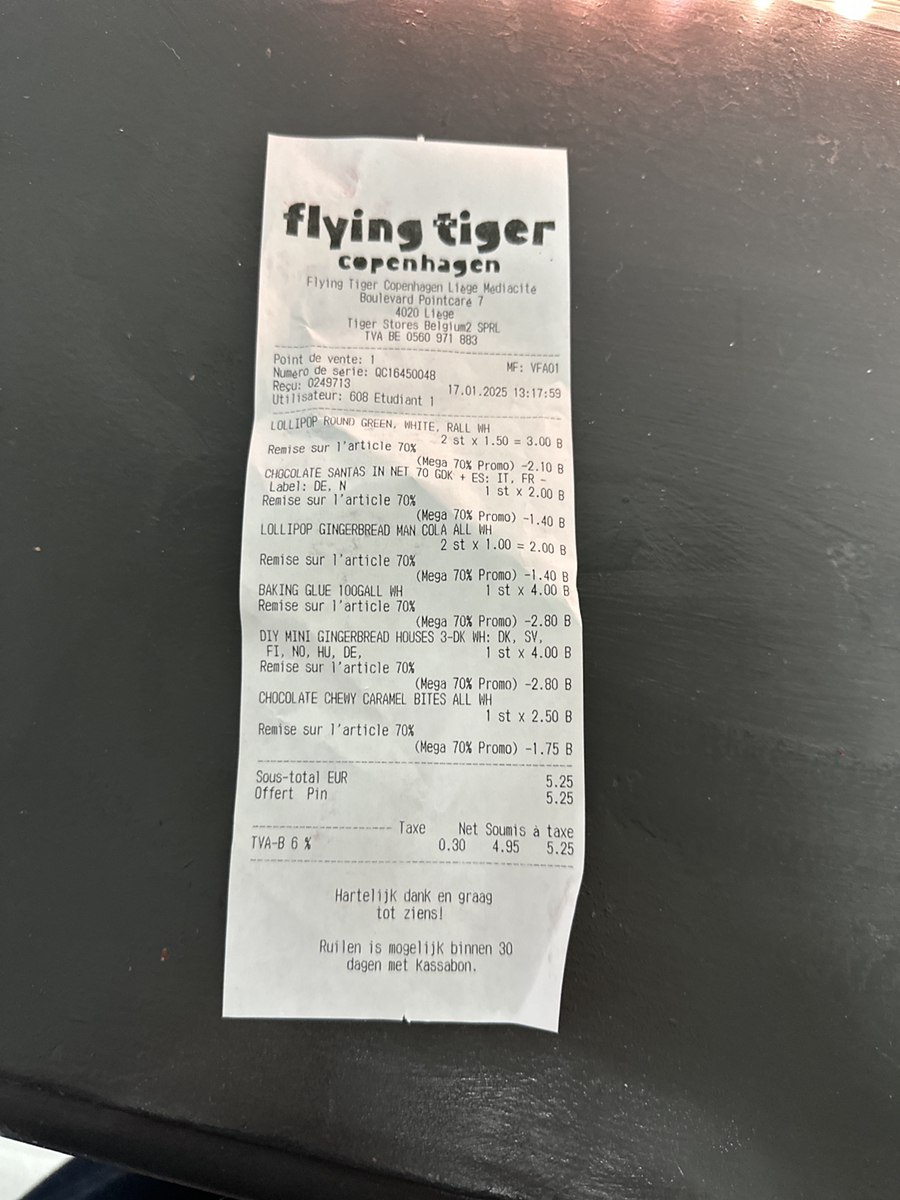 flying tiger
copenhagen
Flying Tiger Copenhagen Liège Médiacité
Boulevard Pointcaré 7
4020 Liège
Tiger Stores Belgium2 SPRL
TVA BE 0560 971 883
Point de vente: 1 MF: VFA01
Numéro de série: QC16450048
Reçu: 0249713 17.01.2025 13:17:59
Utilisateur: 608 Etudiant 1
LOLLIPOP ROUND GREEN, WHITE, RALL WH
2 st x 1.50 = 3.00 B
Remise sur l'article 70%
(Mega 70% Promo) -2.10 B
CHOCOLATE SANTAS IN NET 70 GDK + ES: IT, FR -
Label: DE, N 1 st x 2.00 B
Remise sur l'article 70%
(Mega 70% Promo) -1.40 B
LOLLIPOP GINGERBREAD MAN COLA ALL WH
2 st x 1.00 = 2.00 B
Remise sur l'article 70%
(Mega 70% Promo) -1.40 B
BAKING GLUE 100GALL WH 1 st x 4.00 B
Remise sur l'article 70%
(Mega 70% Promo) -2.80 B
DIY MINI GINGERBREAD HOUSES 3-DK WH: DK, SV,
FI, NO, HU, DE, 1 st x 4.00 B
Remise sur l'article 70%
(Mega 70% Promo) -2.80 B
CHOCOLATE CHEWY CARAMEL BITES ALL WH
1 st x 2.50 B
Remise sur l'article 70%
(Mega 70% Promo) -1.75 B
Sous-total EUR 5.25
Offert Pin 5.25
Taxe Net Soumis à taxe
TVA-B 6 % 0.30 4.95 5.25
Hartelijk dank en graag
tot ziens!
Ruilen is mogelijk binnen 30
dagen met Kassabon.